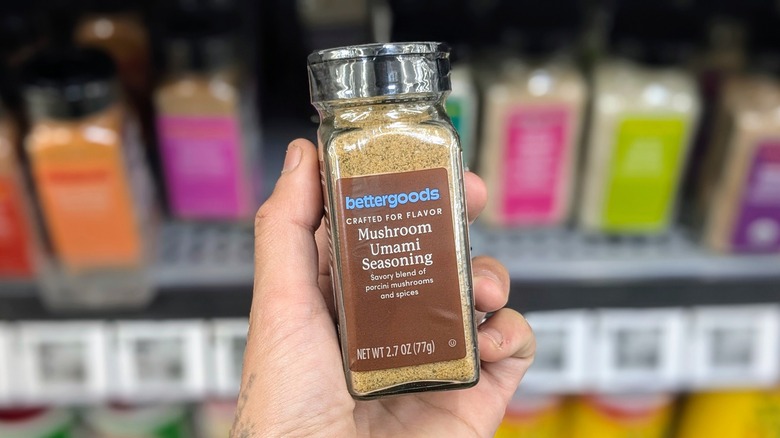 bettergoods
CRAFTED FOR FLAVOR
Mushroom
Umami
Seasoning
Savory blend of
porcini mushrooms
and spices
NET WT 2.7 OZ (77g)